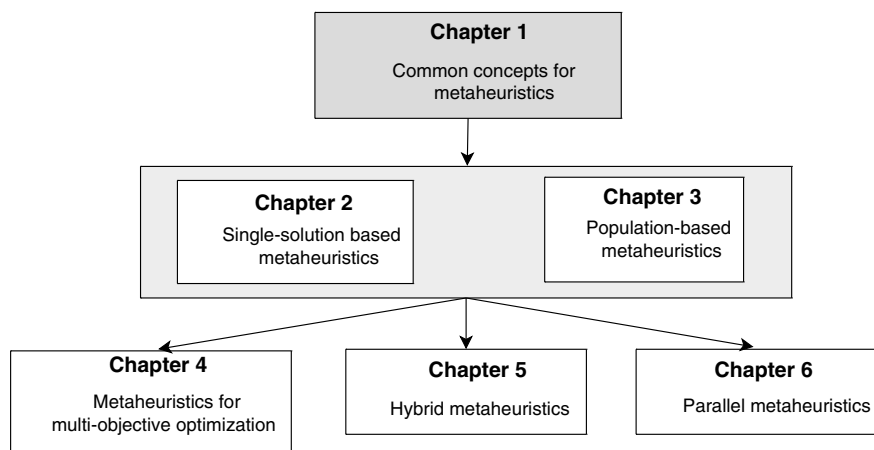 Chapter 1
Common concepts for
metaheuristics
Chapter 2
Single-solution based
metaheuristics
Chapter 3
Population-based
metaheuristics
Chapter 4
Metaheuristics for
multi-objective optimization
Chapter 5
Hybrid metaheuristics
Chapter 6
Parallel metaheuristics